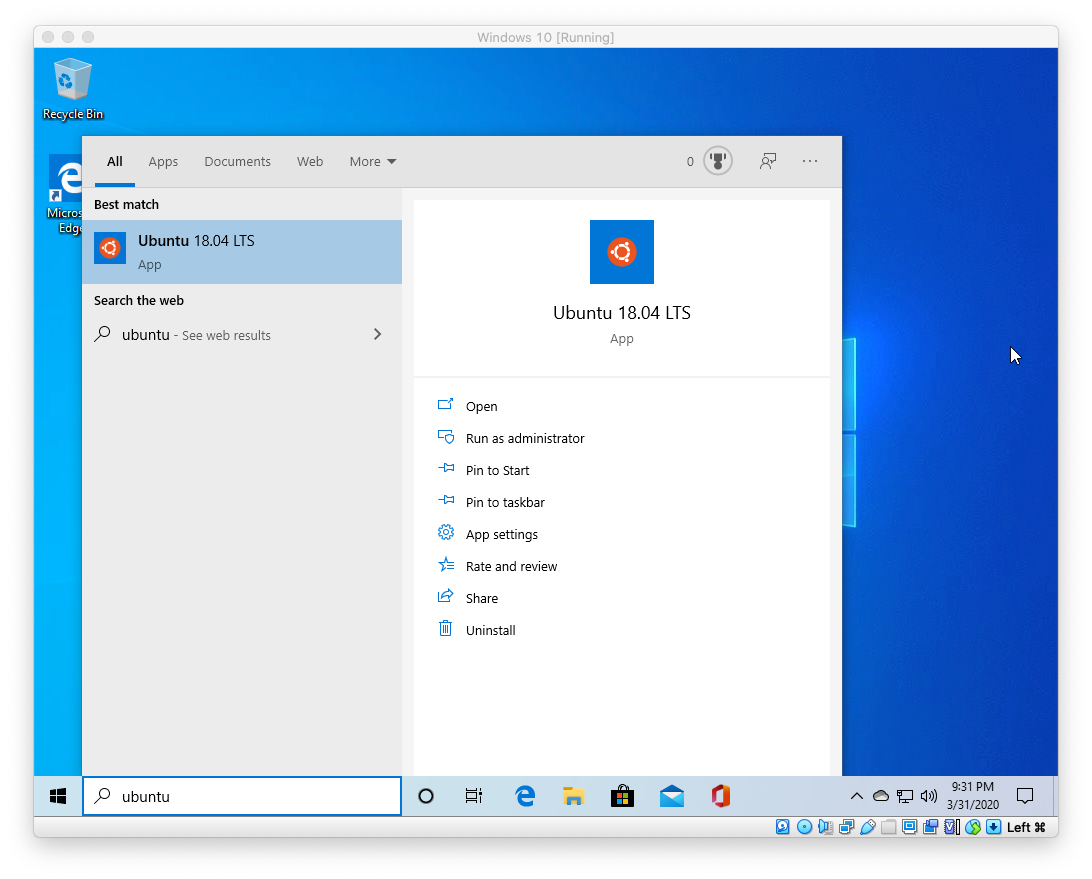 Windows 10 [Running]
Recycle Bin
Micros
Edge
All Apps Documents Web More 0
Best match
Ubuntu 18.04 LTS
App
Search the web
ubuntu - See web results
Ubuntu 18.04 LTS
App
Open
Run as administrator
Pin to Start
Pin to taskbar
App settings
Rate and review
Share
Uninstall
ubuntu
9:31 PM
3/31/2020
Left ⌘